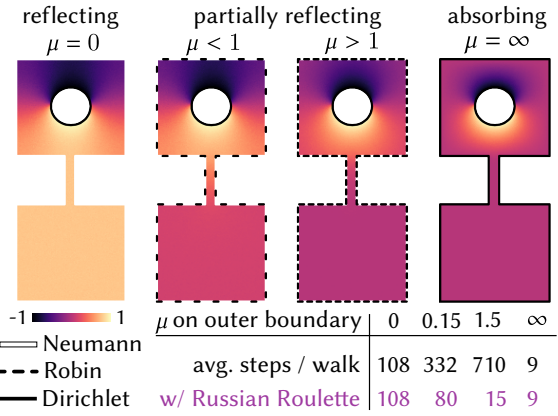 reflecting partially reflecting absorbing
μ = 0 μ < 1 μ > 1 μ = ∞
-1 1
Neumann
Robin
Dirichlet
μ on outer boundary 0 0.15 1.5 ∞
avg. steps / walk 108 332 710 9
w/ Russian Roulette 108 80 15 9